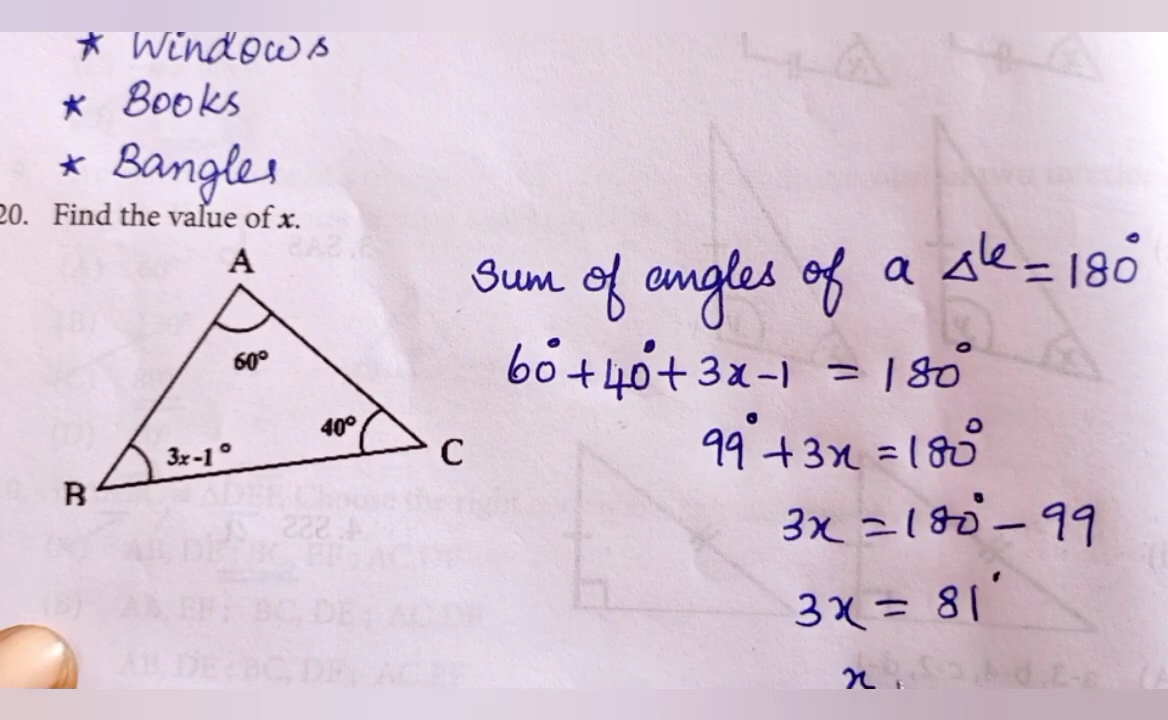 ★ Windows
★ Books
★ Bangles
20. Find the value of x.
A
60°
40°
3x-1°
B
C
Sum of angles of a Δle = 180°
60° + 40° + 3x - 1 = 180°
99° + 3x = 180°
3x = 180° - 99
3x = 81°
x